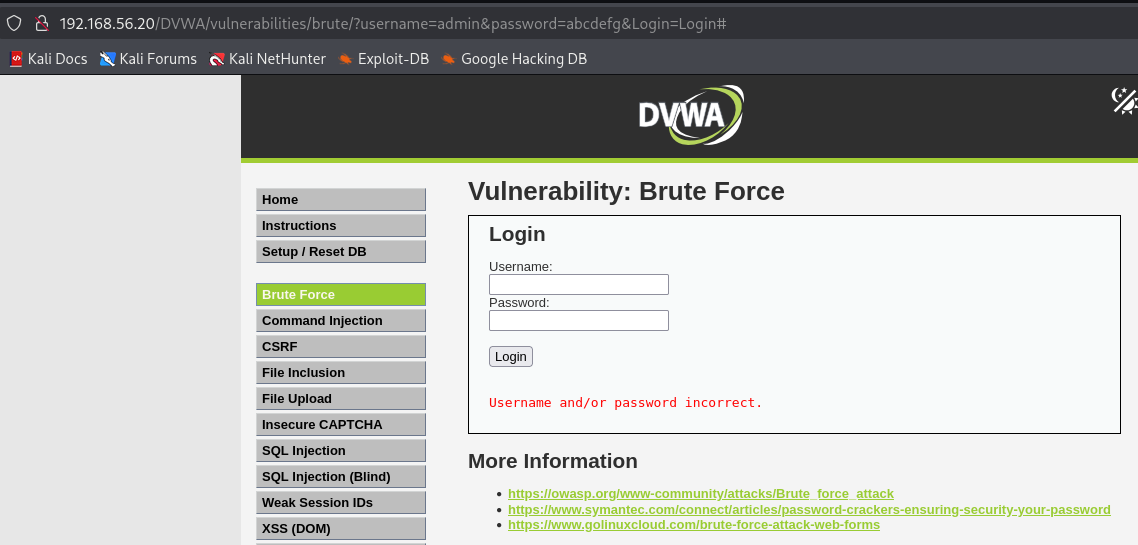 192.168.56.20/DVWA/vulnerabilities/brute/?username=admin&password=abcdefg&Login=Login#
Kali Docs Kali Forums Kali NetHunter Exploit-DB Google Hacking DB
DVWA
Home
Instructions
Setup / Reset DB
Brute Force
Command Injection
CSRF
File Inclusion
File Upload
Insecure CAPTCHA
SQL Injection
SQL Injection (Blind)
Weak Session IDs
XSS (DOM)
Vulnerability: Brute Force
Login
Username:
Password:
Login
Username and/or password incorrect.
More Information
https://owasp.org/www-community/attacks/Brute_force_attack
https://www.symantec.com/connect/articles/password-crackers-ensuring-security-your-password
https://www.golinuxcloud.com/brute-force-attack-web-forms